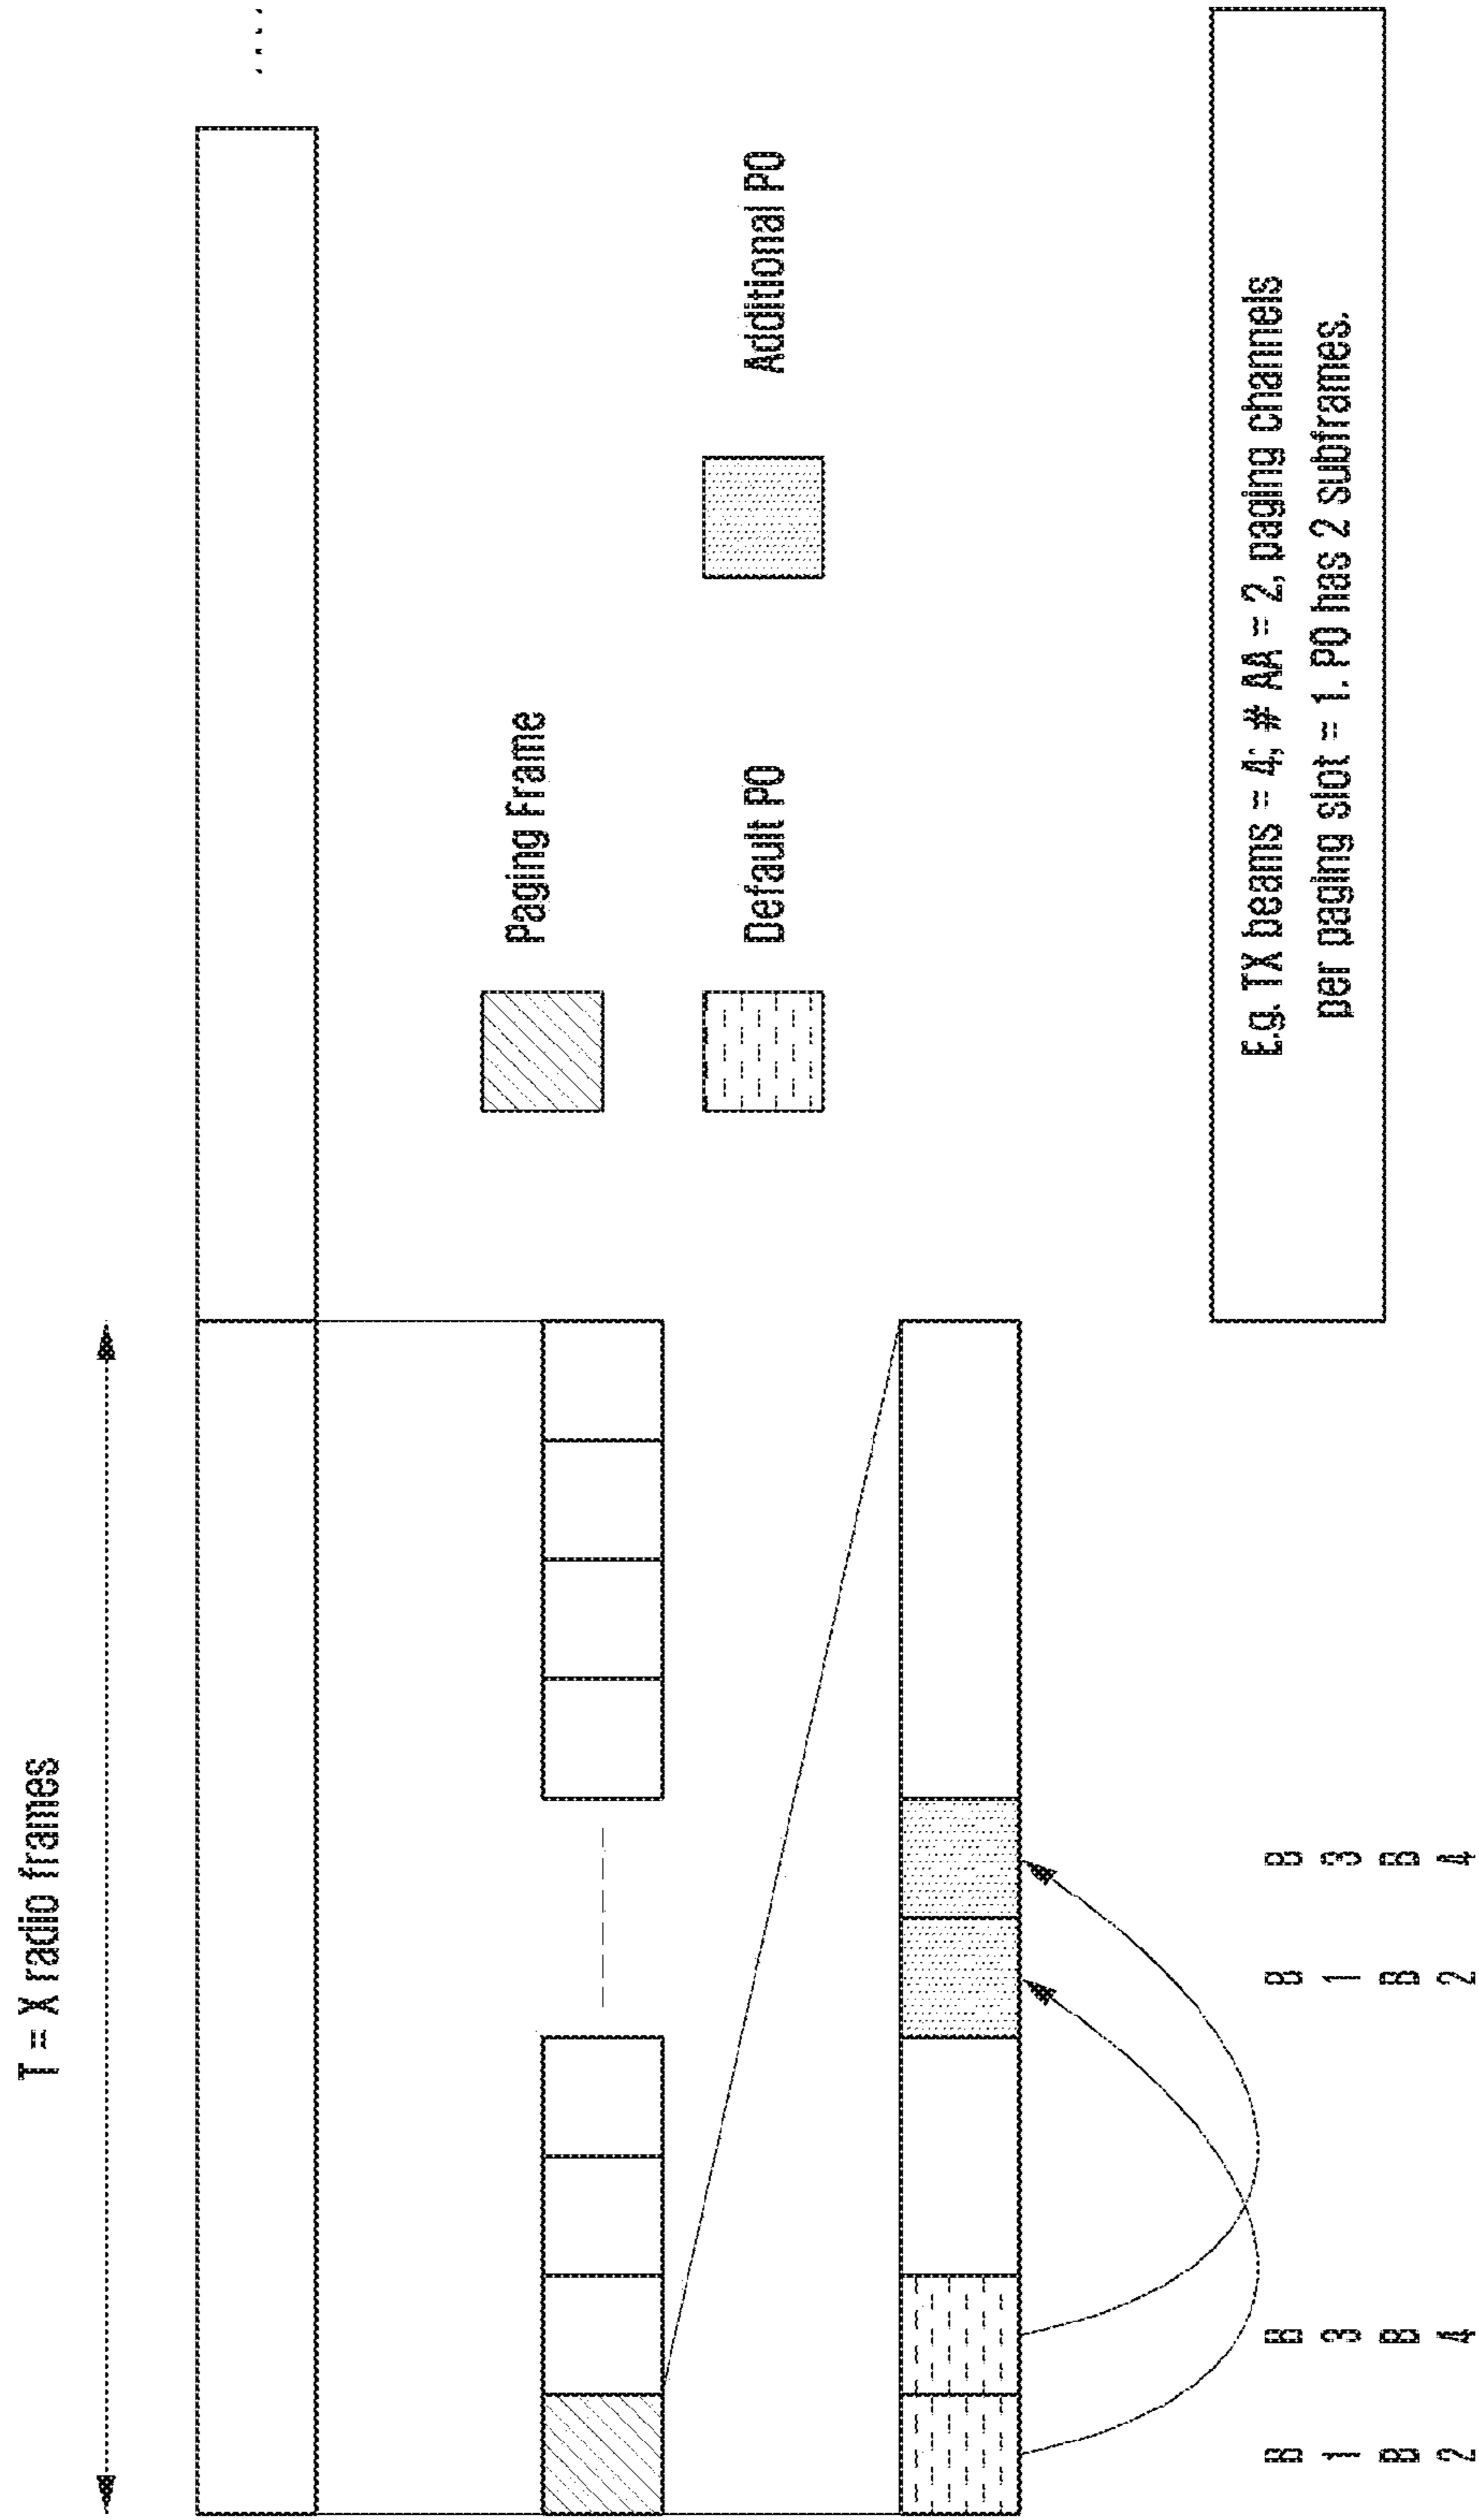 T = X radio frames
....
Paging Frame
Default PO
Additional PO
B
1
B
2
B
3
B
4
B
1
B
2
B
3
B
4
E.g. TX beams = 4; # AA = 2, paging channels
per paging slot = 1. PO has 2 subframes.